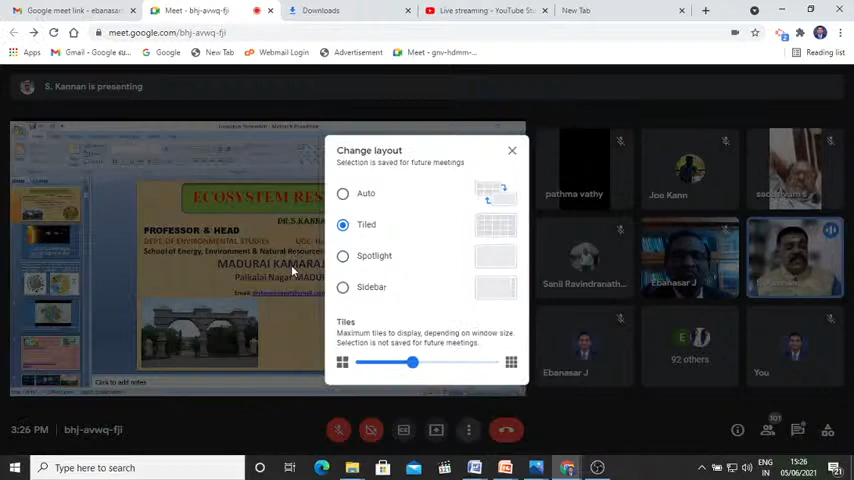 Google meet link - ebanasar
Meet - bhj-avwq-fji
Downloads
Live streaming - YouTube St
New Tab
meet.google.com/bhj-avwq-fji
Apps
Gmail - Google சு
Google
New Tab
Webmail Login
Advertisement
Meet - gnv-hdmm-
Reading list
S. Kannan is presenting
ECOSYSTEM RES
DR.S.KANNA
PROFESSOR & HEAD
DEPT. OF ENVIRONMENTAL STUDIES
School of Energy, Environment & Natural Resource
MADURAI KAMARAJ
Palkalai Nagar MADUR
Click to add notes
Change layout
Selection is saved for future meetings
Auto
Tiled
Spotlight
Sidebar
Tiles
Maximum tiles to display, depending on window size.
Selection is not saved for future meetings.
pathma vathy
Joe Kann
Sanil Ravindranath...
Ebanasar J
Ebanasar J
E
92 others
You
3:26 PM
bhj-avwq-fji
301
Type here to search
ENG
IN
15:26
05/06/2021
21